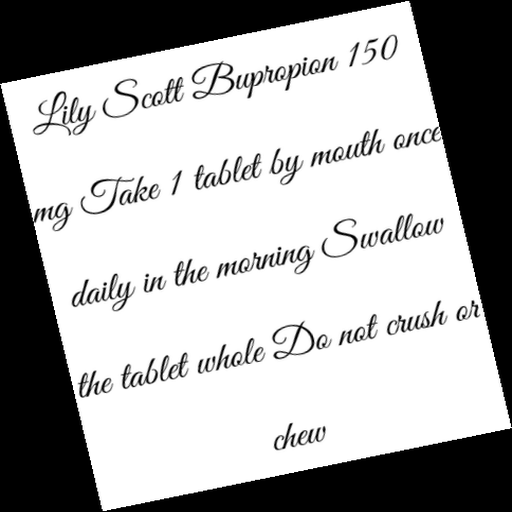 Lily Scott Bupropion 150
mg Take 1 tablet by mouth once
daily in the morning Swallow
the tablet whole Do not crush or
chew